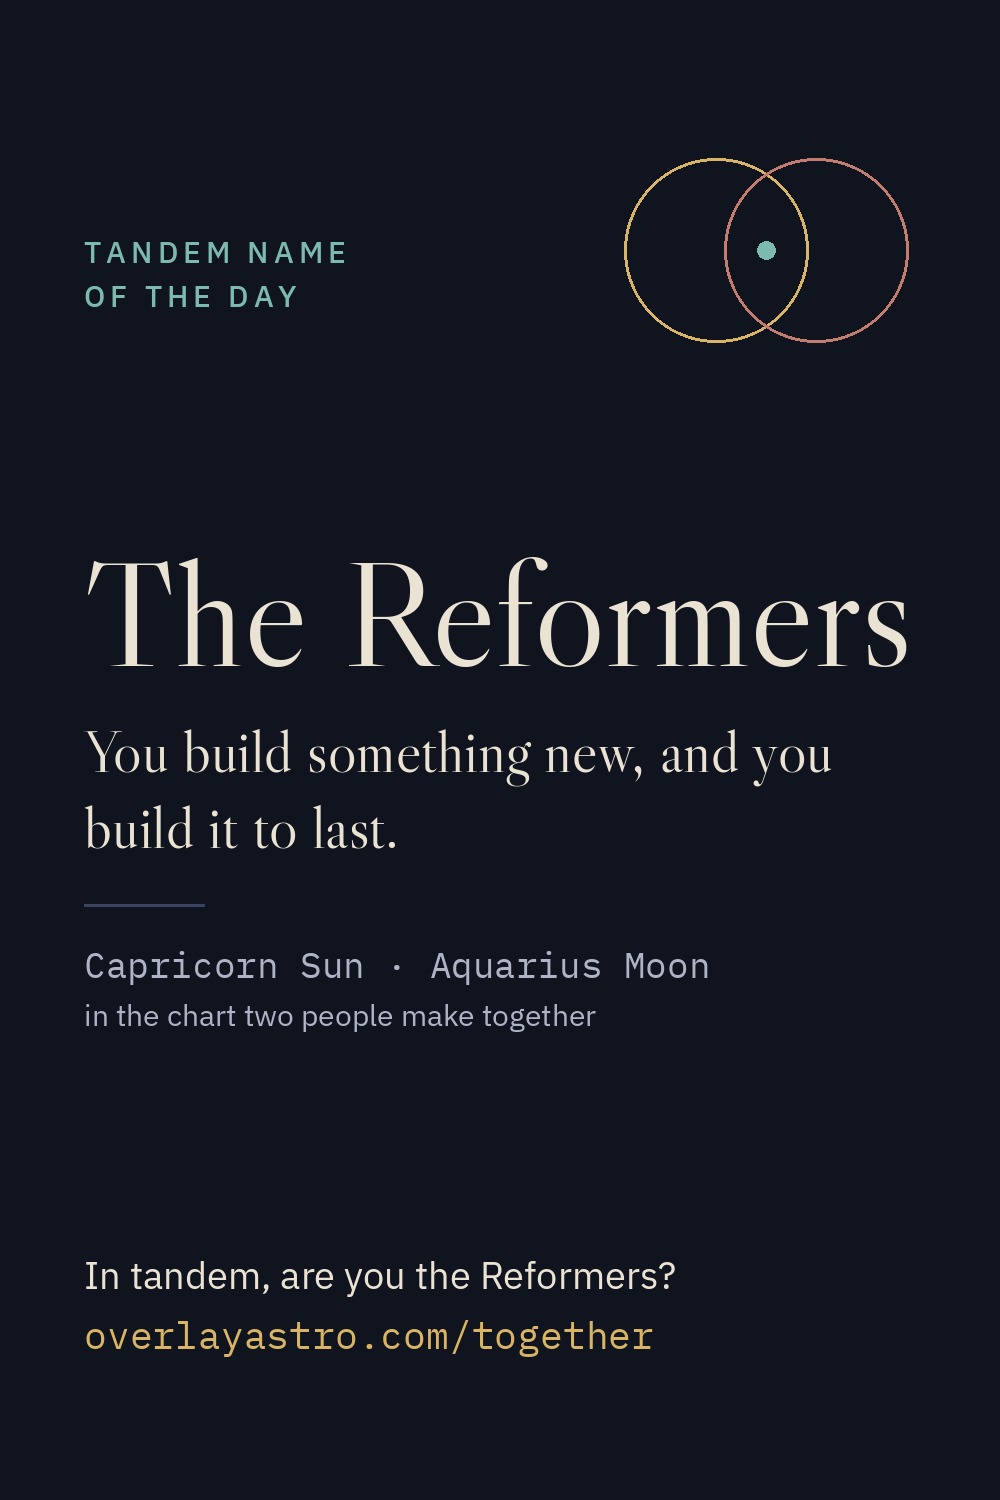 TANDEM NAME
OF THE DAY
The Reformers
You build something new, and you
build it to last.
Capricorn Sun · Aquarius Moon
in the chart two people make together
In tandem, are you the Reformers?
overlayastro.com/together